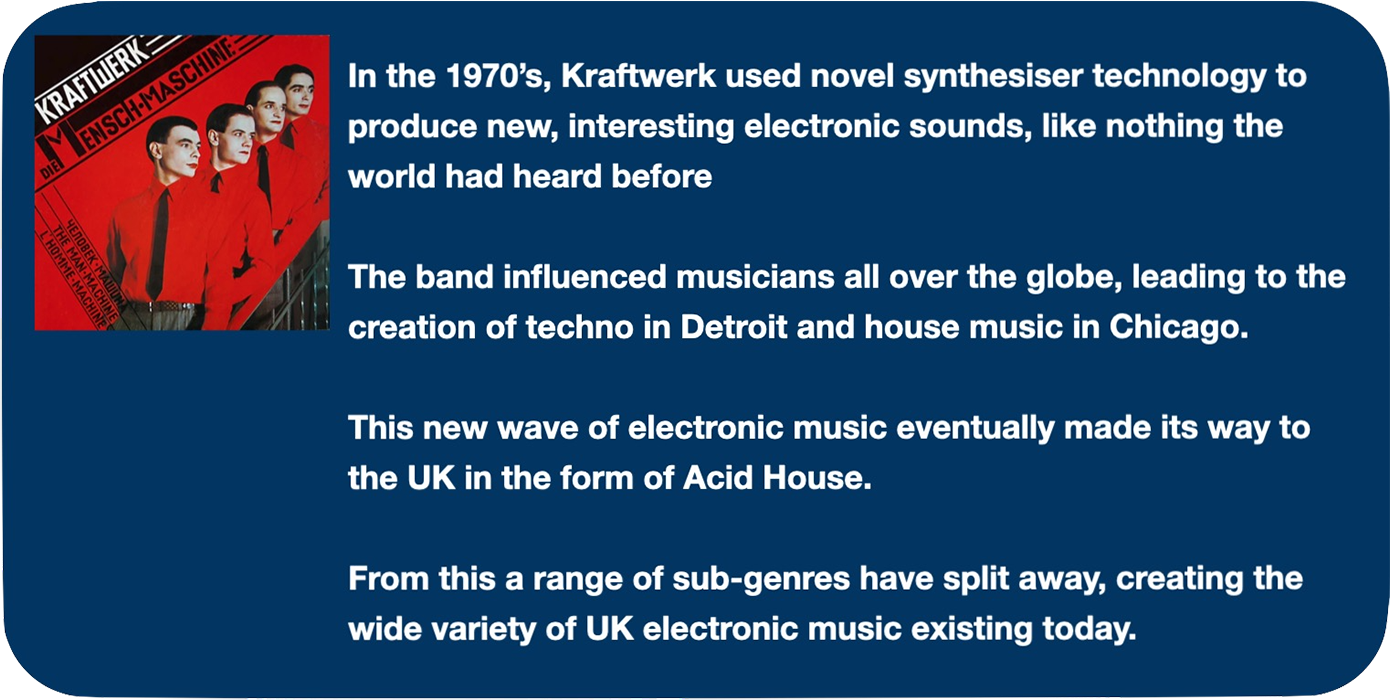 KRAFTWERK
DIE MENSCH·MASCHINE
ЧЕЛОВЕК·МАШИНА
THE MAN·MACHINE
L'HOMME·MACHINE
In the 1970’s, Kraftwerk used novel synthesiser technology to
produce new, interesting electronic sounds, like nothing the
world had heard before
The band influenced musicians all over the globe, leading to the
creation of techno in Detroit and house music in Chicago.
This new wave of electronic music eventually made its way to
the UK in the form of Acid House.
From this a range of sub-genres have split away, creating the
wide variety of UK electronic music existing today.